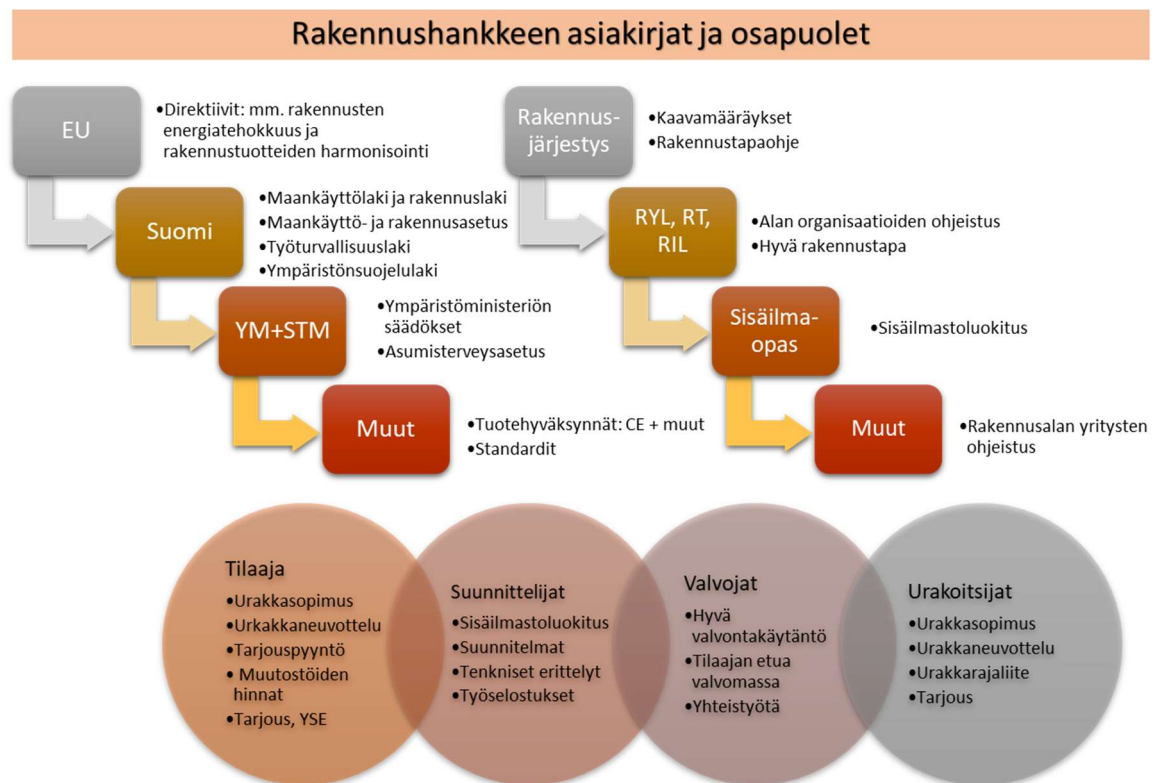 Rakennushankkeen asiakirjat ja osapuolet
EU
•Direktiivit: mm. rakennusten
energiatehokkuus ja
rakennustuotteiden harmonisointi
Suomi
•Maankäyttölaki ja rakennuslaki
•Maankäyttö- ja rakennusasetus
•Työturvallisuuslaki
•Ympäristönsuojelulaki
YM+STM
•Ympäristöministeriön
säädökset
•Asumisterveysasetus
Muut
•Tuotehyväksynnät: CE + muut
•Standardit
Rakennus-
järjestys
•Kaavamääräykset
•Rakennustapaohje
RYL, RT,
RIL
•Alan organisaatioiden ohjeistus
•Hyvä rakennustapa
Sisäilma-
opas
•Sisäilmastoluokitus
Muut
•Rakennusalan yritysten
ohjeistus
Tilaaja
•Urakkasopimus
•Urkakkaneuvottelu
•Tarjouspyyntö
• Muutostöiden
hinnat
•Tarjous, YSE
Suunnittelijat
•Sisäilmastoluokitus
•Suunnitelmat
•Tenkniset erittelyt
•Työselostukset
Valvojat
•Hyvä
valvontakäytäntö
•Tilaajan etua
valvomassa
•Yhteistyötä
Urakoitsijat
•Urakkasopimus
•Urakkaneuvottelu
•Urakkarajaliite
•Tarjous